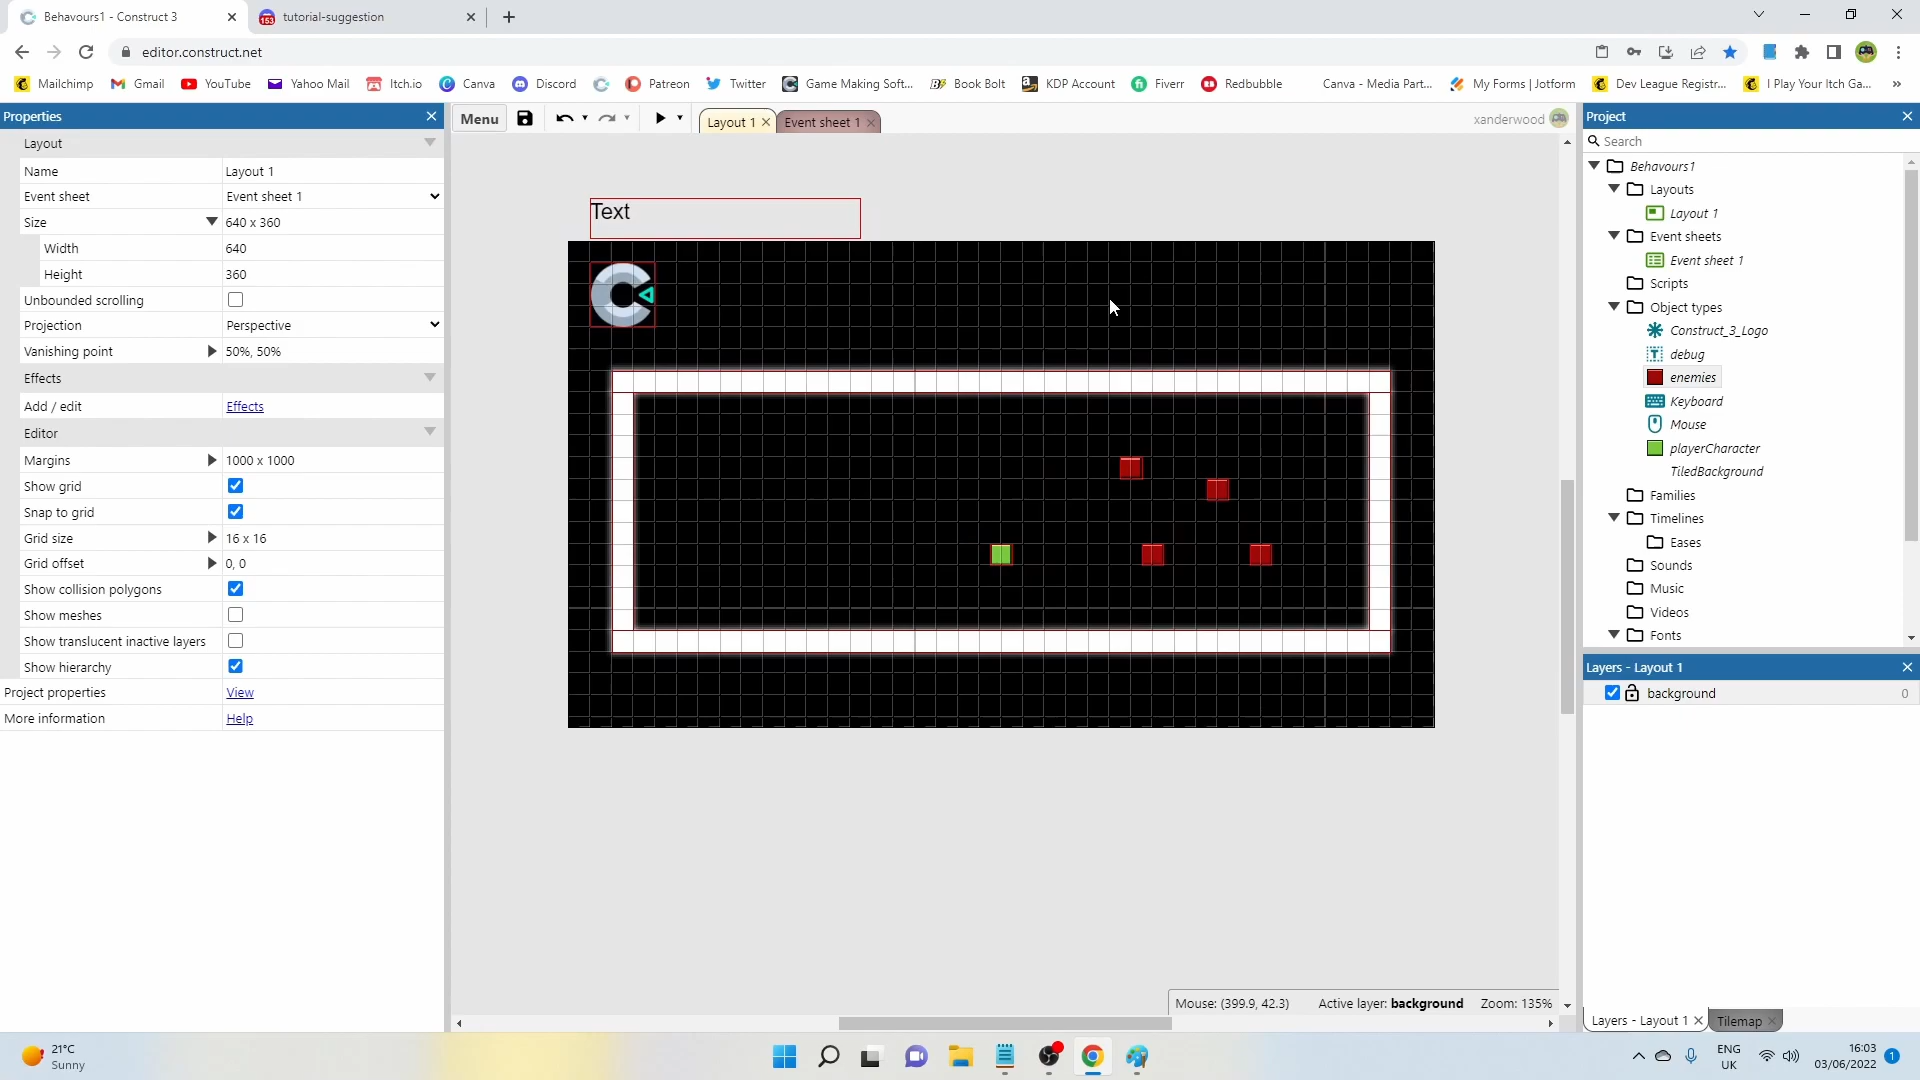 Behavours1 - Construct 3
153
tutorial-suggestion
editor.construct.net
Mailchimp
Gmail
YouTube
Yahoo Mail
Itch.io
Canva
Discord
Patreon
Twitter
Game Making Soft...
Book Bolt
KDP Account
Fiverr
Redbubble
Canva - Media Part...
My Forms | Jotform
Dev League Registr...
I Play Your Itch Ga...
Properties
Menu
Layout 1
Event sheet 1
xanderwood
Project
Layout
Name
Layout 1
Event sheet
Event sheet 1
Size
640 x 360
Width
640
Height
360
Unbounded scrolling
Projection
Perspective
Vanishing point
50%, 50%
Effects
Add / edit
Effects
Editor
Margins
1000 x 1000
Show grid
Snap to grid
Grid size
16 x 16
Grid offset
0, 0
Show collision polygons
Show meshes
Show translucent inactive layers
Show hierarchy
Project properties
View
More information
Help
Text
Mouse: (399.9, 42.3)
Active layer: background
Zoom: 135%
Search
Behavours1
Layouts
Layout 1
Event sheets
Event sheet 1
Scripts
Object types
Construct_3_Logo
debug
enemies
Keyboard
Mouse
playerCharacter
TiledBackground
Families
Timelines
Eases
Sounds
Music
Videos
Fonts
Layers - Layout 1
background
0
Layers - Layout 1
Tilemap
21°C
Sunny
ENG
UK
16:03
03/06/2022
1